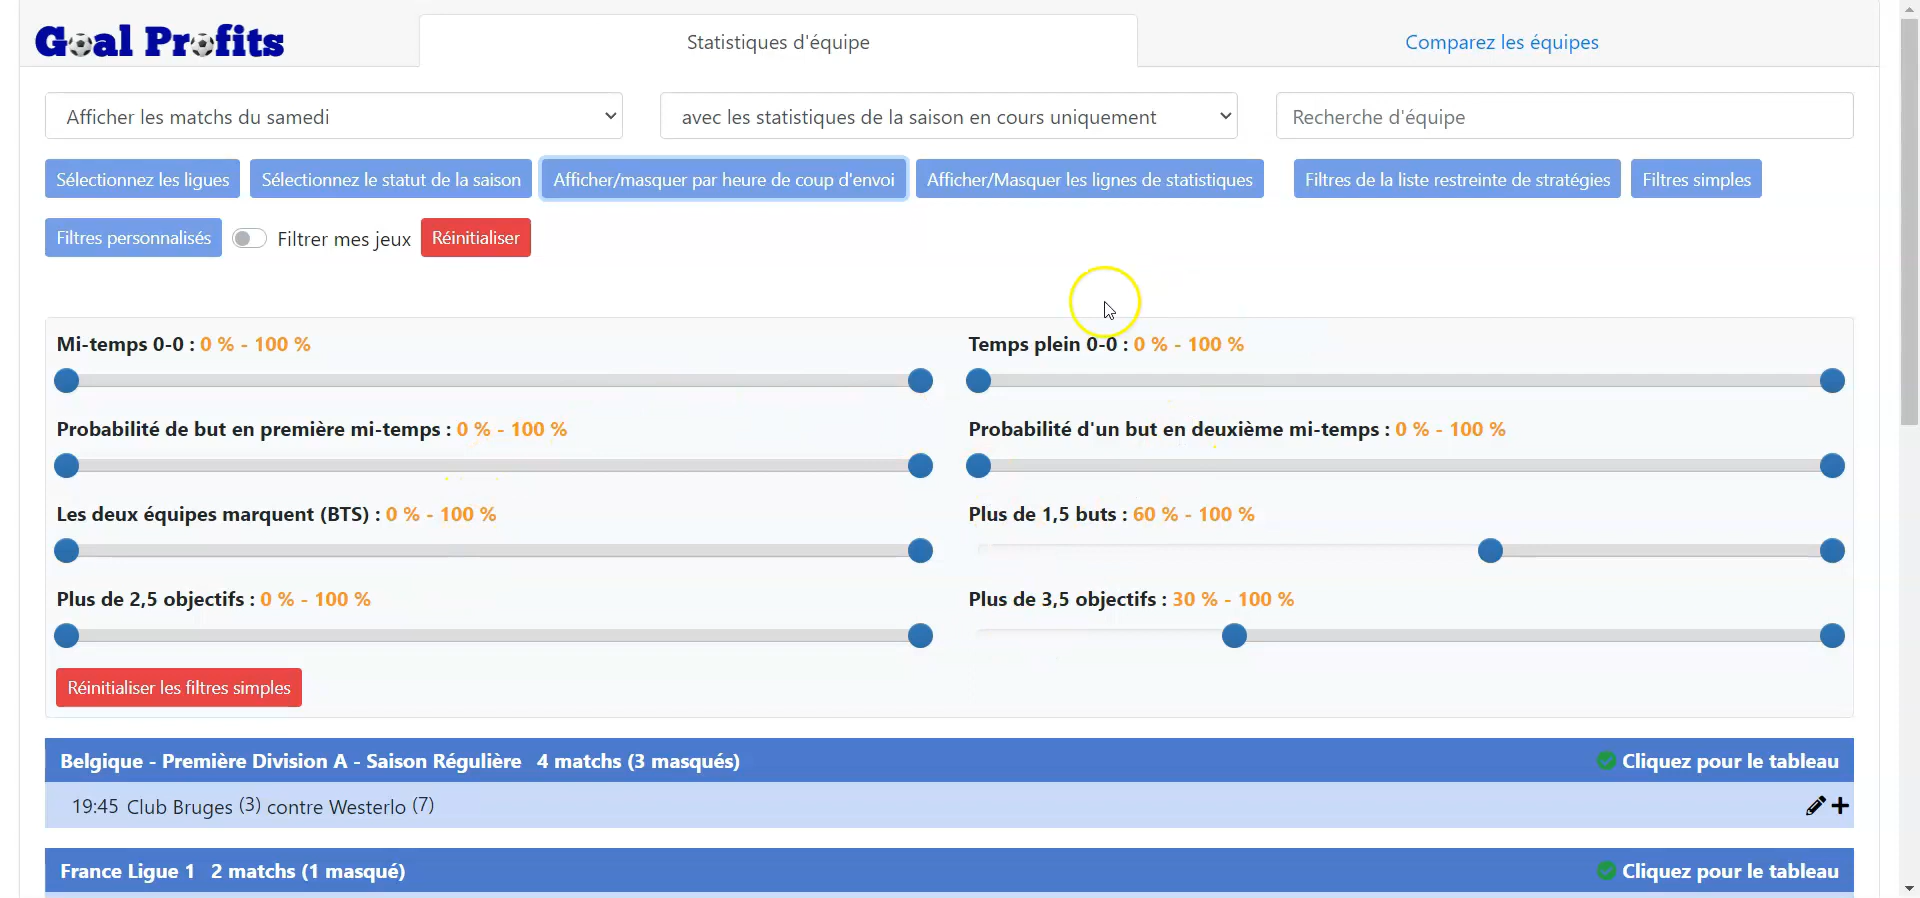 Goal Profits
Statistiques d'équipe
Comparez les équipes
Afficher les matchs du samedi
avec les statistiques de la saison en cours uniquement
Recherche d'équipe
Sélectionnez les ligues
Sélectionnez le statut de la saison
Afficher/masquer par heure de coup d'envoi
Afficher/Masquer les lignes de statistiques
Filtres de la liste restreinte de stratégies
Filtres simples
Filtres personnalisés
Filtrer mes jeux
Réinitialiser
Mi-temps 0-0 : 0 % - 100 %
Temps plein 0-0 : 0 % - 100 %
Probabilité de but en première mi-temps : 0 % - 100 %
Probabilité d'un but en deuxième mi-temps : 0 % - 100 %
Les deux équipes marquent (BTS) : 0 % - 100 %
Plus de 1,5 buts : 60 % - 100 %
Plus de 2,5 objectifs : 0 % - 100 %
Plus de 3,5 objectifs : 30 % - 100 %
Réinitialiser les filtres simples
Belgique - Première Division A - Saison Régulière 4 matchs (3 masqués)
Cliquez pour le tableau
19:45 Club Bruges (3) contre Westerlo (7)
France Ligue 1 2 matchs (1 masqué)
Cliquez pour le tableau